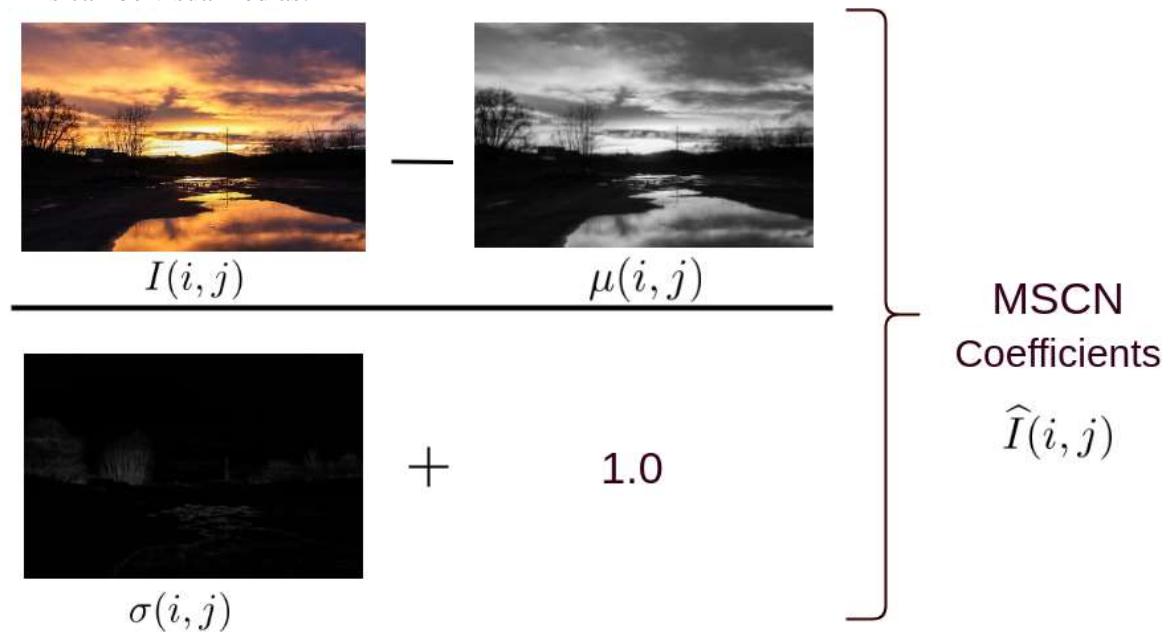 I(i, j)
μ(i, j)
σ(i, j)
+
1.0
MSCN
Coefficients
Î(i, j)